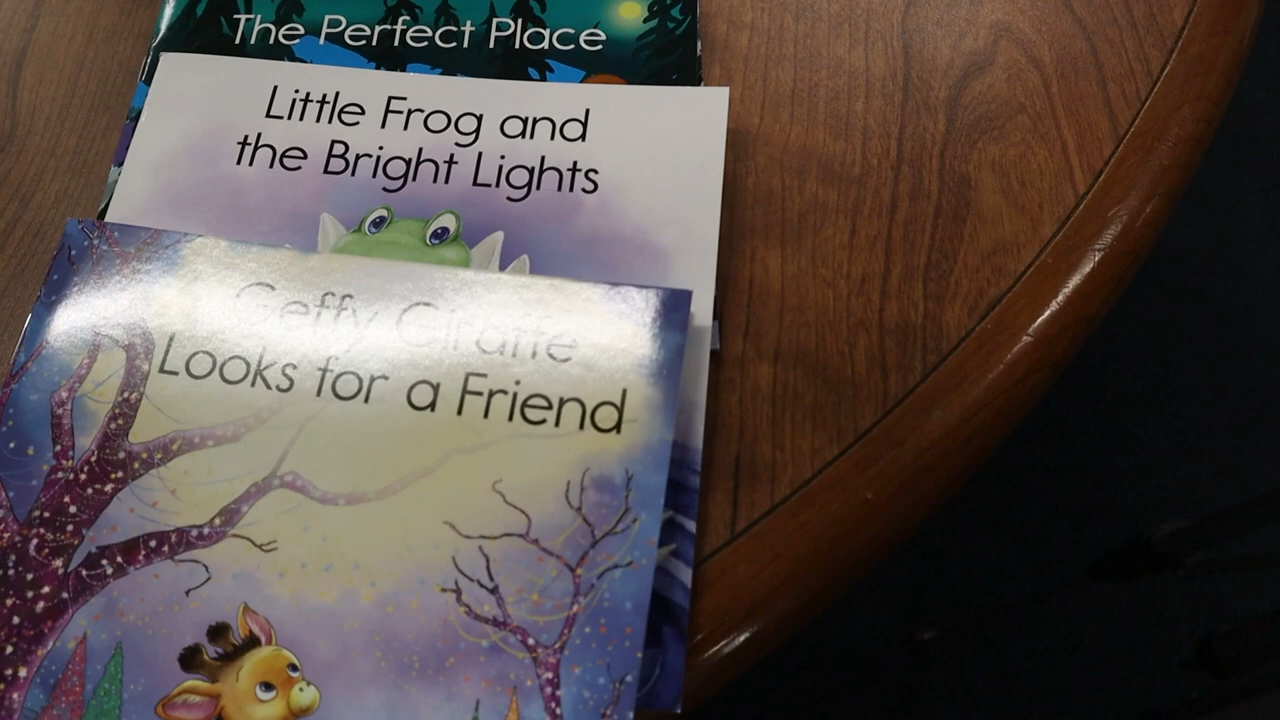 The Perfect Place
Little Frog and
the Bright Lights
Geffy Giraffe
Looks for a Friend